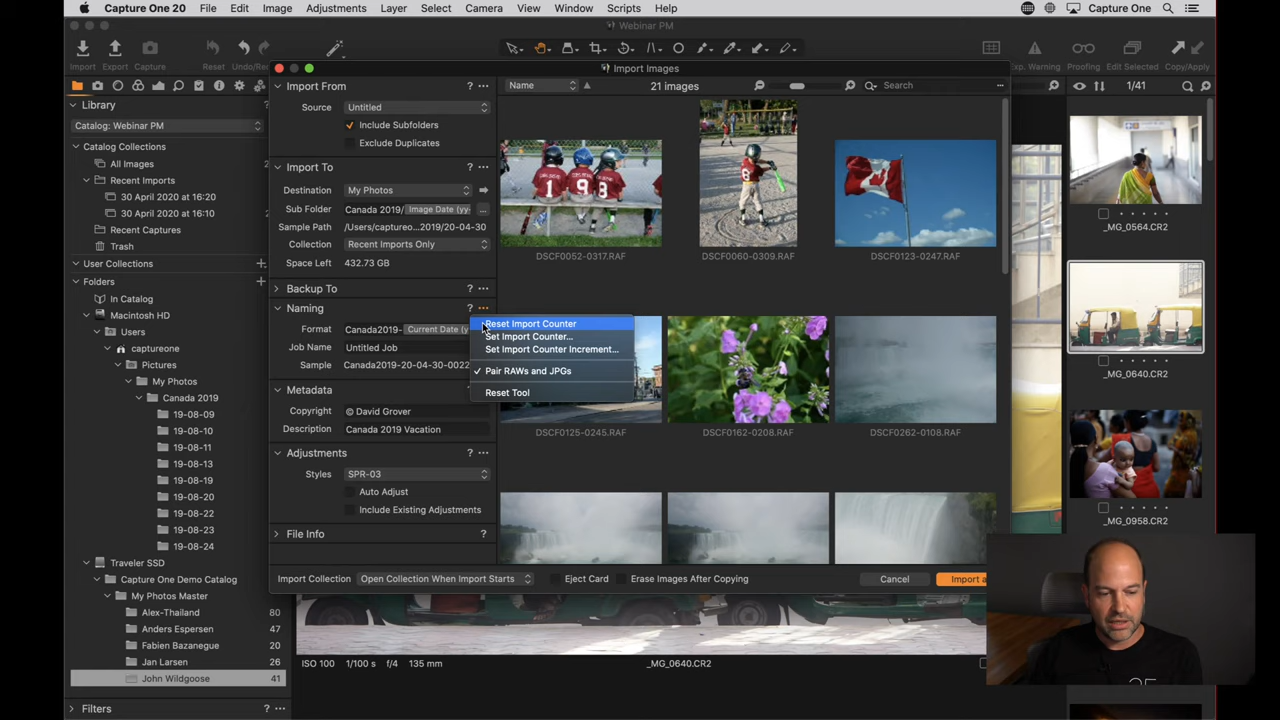 Capture One 20 File Edit Image Adjustments Layer Select Camera View Window Scripts Help Capture One
Webinar PM
Import Export Capture Reset Undo/Re Exp. Warning Proofing Edit Selected Copy/Apply
Import Images
Library
Catalog: Webinar PM
Catalog Collections
All Images 2
Recent Imports
30 April 2020 at 16:20
30 April 2020 at 16:10
Recent Captures
Trash
User Collections
Folders
In Catalog
Macintosh HD
Users
captureone
Pictures
My Photos
Canada 2019
19-08-09
19-08-10
19-08-11
19-08-13
19-08-19
19-08-20
19-08-22
19-08-23
19-08-24
Traveler SSD
Capture One Demo Catalog
My Photos Master
Alex-Thailand 80
Anders Espersen 47
Fabien Bazanegue 20
Jan Larsen 26
John Wildgoose 41
Filters
Import From
Source Untitled
Include Subfolders
Exclude Duplicates
Import To
Destination My Photos
Sub Folder Canada 2019/ Image Date (yy-
Sample Path /Users/captureo...2019/20-04-30
Collection Recent Imports Only
Space Left 432.73 GB
Backup To
Naming
Format Canada2019- Current Date (y
Job Name Untitled Job
Sample Canada2019-20-04-30-0022
Metadata
Copyright © David Grover
Description Canada 2019 Vacation
Adjustments
Styles SPR-03
Auto Adjust
Include Existing Adjustments
File Info
Reset Import Counter
Set Import Counter...
Set Import Counter Increment...
Pair RAWs and JPGs
Reset Tool
Name 21 images Search
DSCF0052-0317.RAF DSCF0060-0309.RAF DSCF0123-0247.RAF
DSCF0125-0245.RAF DSCF0162-0208.RAF DSCF0262-0108.RAF
Import Collection Open Collection When Import Starts Eject Card Erase Images After Copying Cancel Import a
ISO 100 1/100 s f/4 135 mm _MG_0640.CR2
1/41
_MG_0564.CR2
_MG_0640.CR2
_MG_0958.CR2